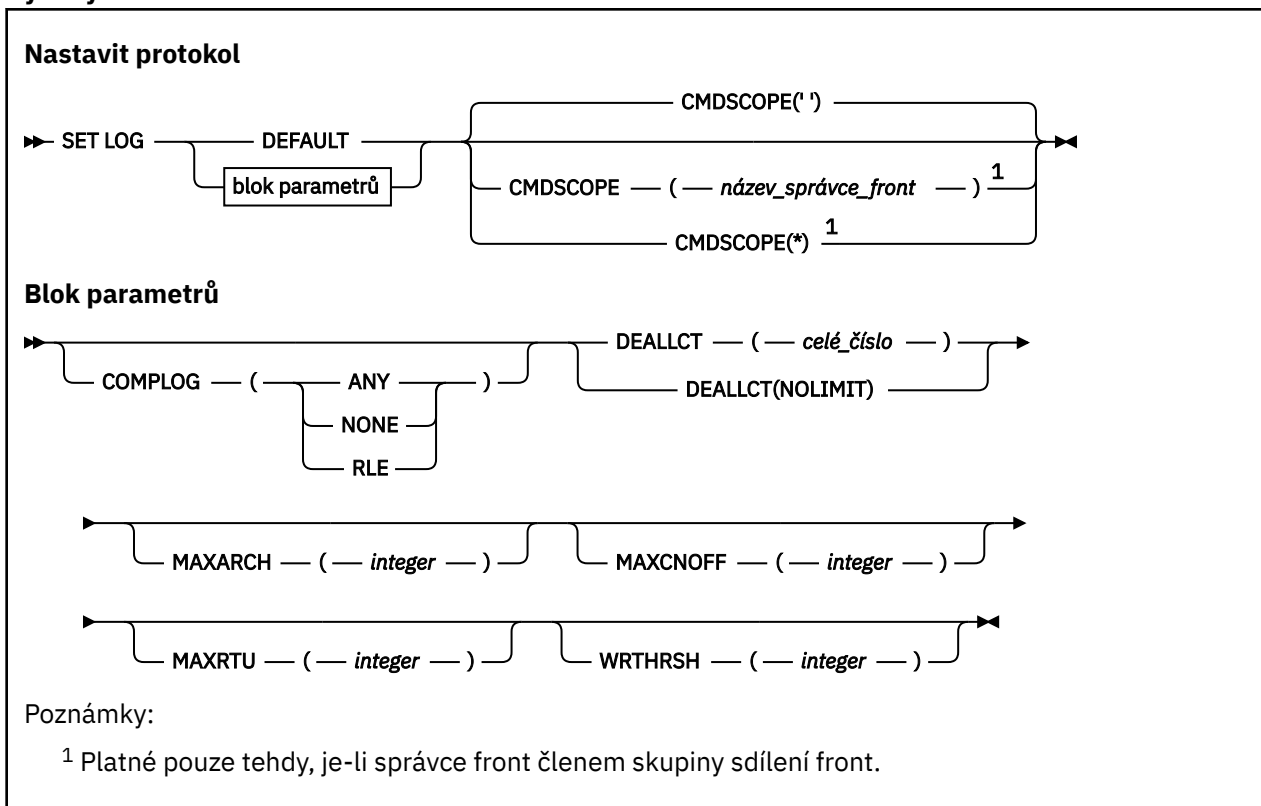 Nastavit protokol
CMDSCOPE(' ')
SET LOG DEFAULT
blok parametrů
CMDSCOPE ( název_správce_front ) 1
CMDSCOPE(*) 1
Blok parametrů
DEALLCT ( celé_číslo )
COMPLOG ( ANY )
DEALLCT(NOLIMIT)
NONE
RLE
MAXARCH ( integer ) MAXCNOFF ( integer )
MAXRTU ( integer ) WRTHRSH ( integer )
Poznámky:
1 Platné pouze tehdy, je-li správce front členem skupiny sdílení front.